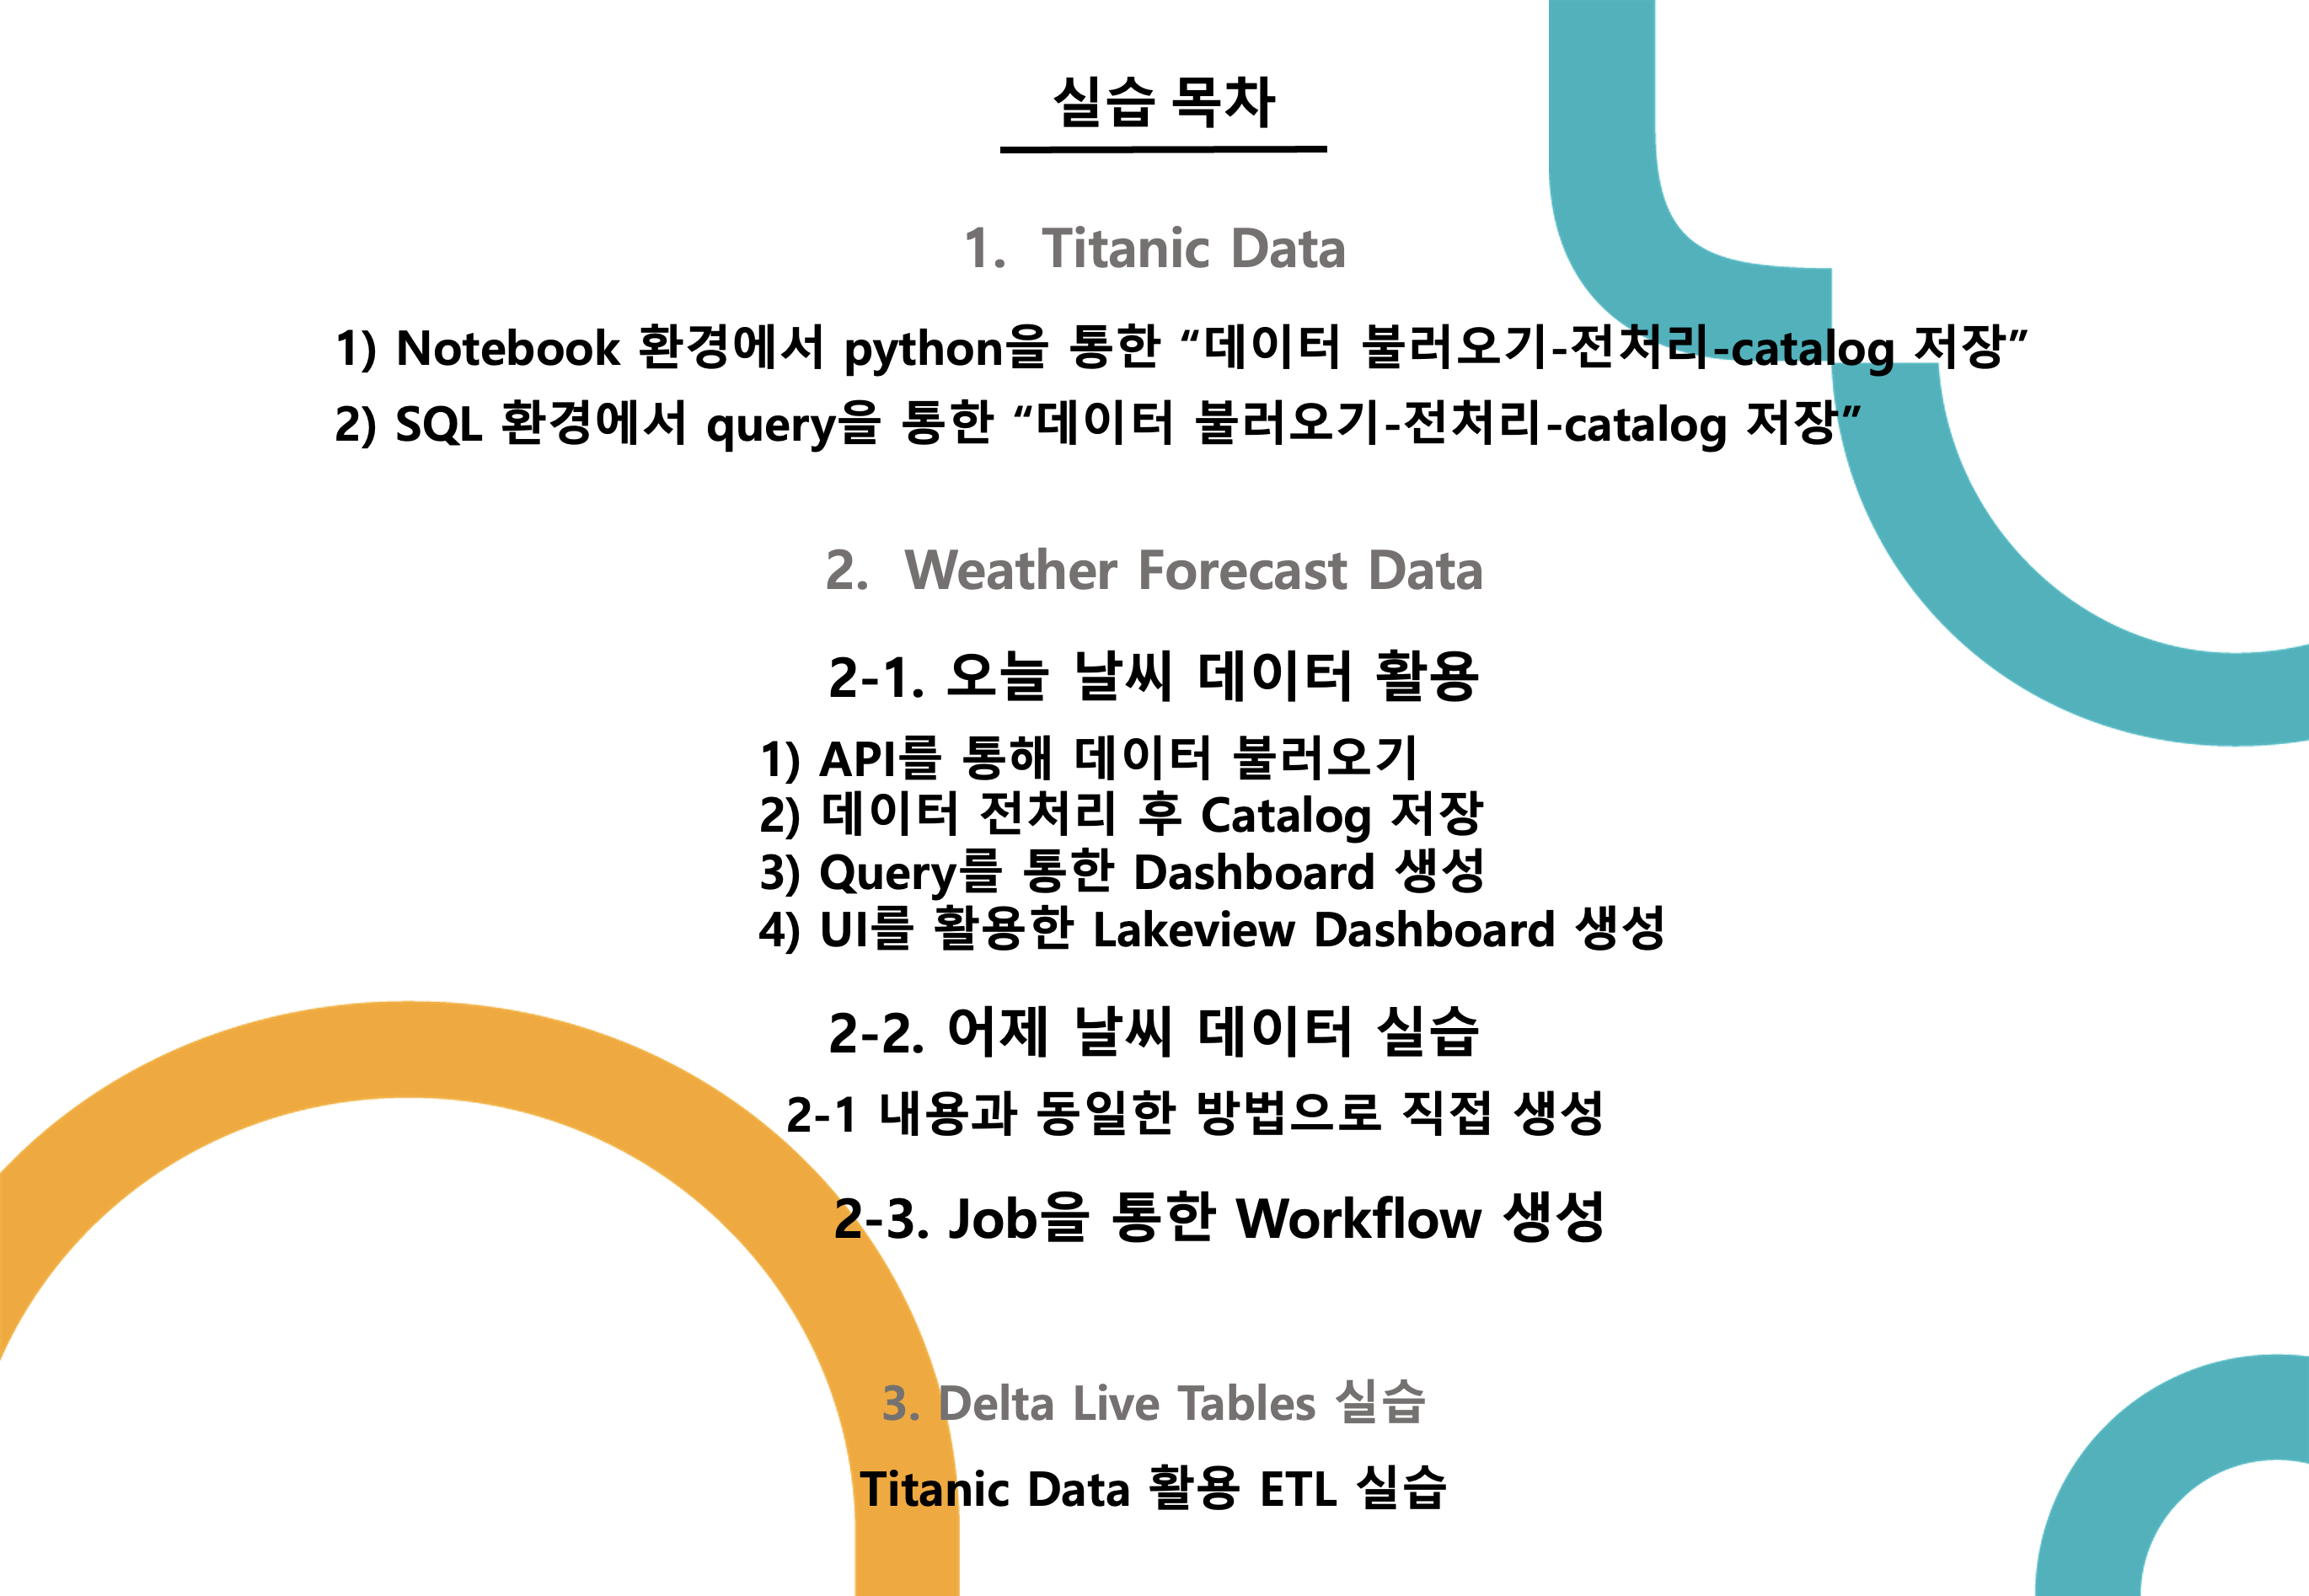 실습 목차
1. Titanic Data
1) Notebook 환경에서 python을 통한 “데이터 불러오기-전처리-catalog 저장”
2) SQL 환경에서 query을 통한 “데이터 불러오기-전처리-catalog 저장”
2. Weather Forecast Data
2-1. 오늘 날씨 데이터 활용
1) API를 통해 데이터 불러오기
2) 데이터 전처리 후 Catalog 저장
3) Query를 통한 Dashboard 생성
4) UI를 활용한 Lakeview Dashboard 생성
2-2. 어제 날씨 데이터 실습
2-1 내용과 동일한 방법으로 직접 생성
2-3. Job을 통한 Workflow 생성
3. Delta Live Tables 실습
Titanic Data 활용 ETL 실습